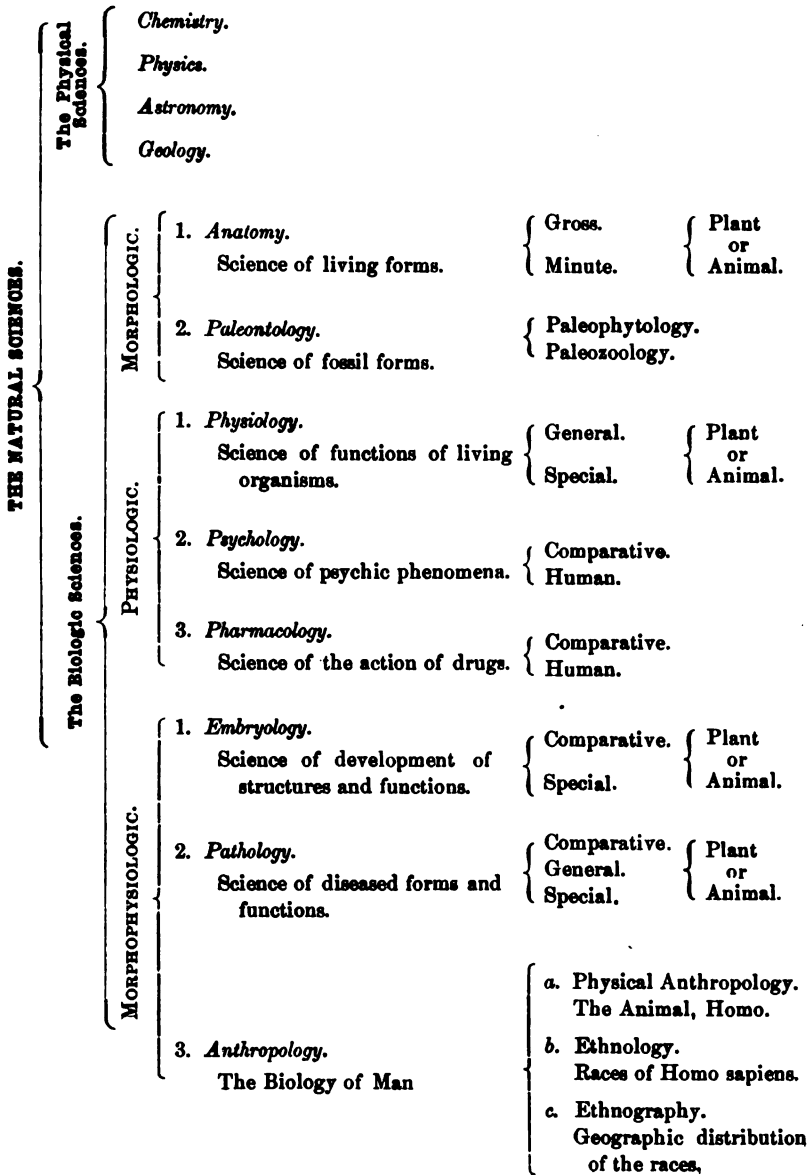 THE NATURAL SCIENCES.
The Physical
Sciences.
Chemistry.
Physics.
Astronomy.
Geology.
The Biologic Sciences.
MORPHOLOGIC.
1. Anatomy.
Science of living forms.
Gross.
Minute.
Plant
or
Animal.
2. Paleontology.
Science of fossil forms.
Paleophytology.
Paleozoology.
PHYSIOLOGIC.
1. Physiology.
Science of functions of living
organisms.
General.
Special.
Plant
or
Animal.
2. Psychology.
Science of psychic phenomena.
Comparative.
Human.
3. Pharmacology.
Science of the action of drugs.
Comparative.
Human.
MORPHOPHYSIOLOGIC.
1. Embryology.
Science of development of
structures and functions.
Comparative.
Special.
Plant
or
Animal.
2. Pathology.
Science of diseased forms and
functions.
Comparative.
General.
Special.
Plant
or
Animal.
3. Anthropology.
The Biology of Man
a. Physical Anthropology.
The Animal, Homo.
b. Ethnology.
Races of Homo sapiens.
c. Ethnography.
Geographic distribution
of the races,